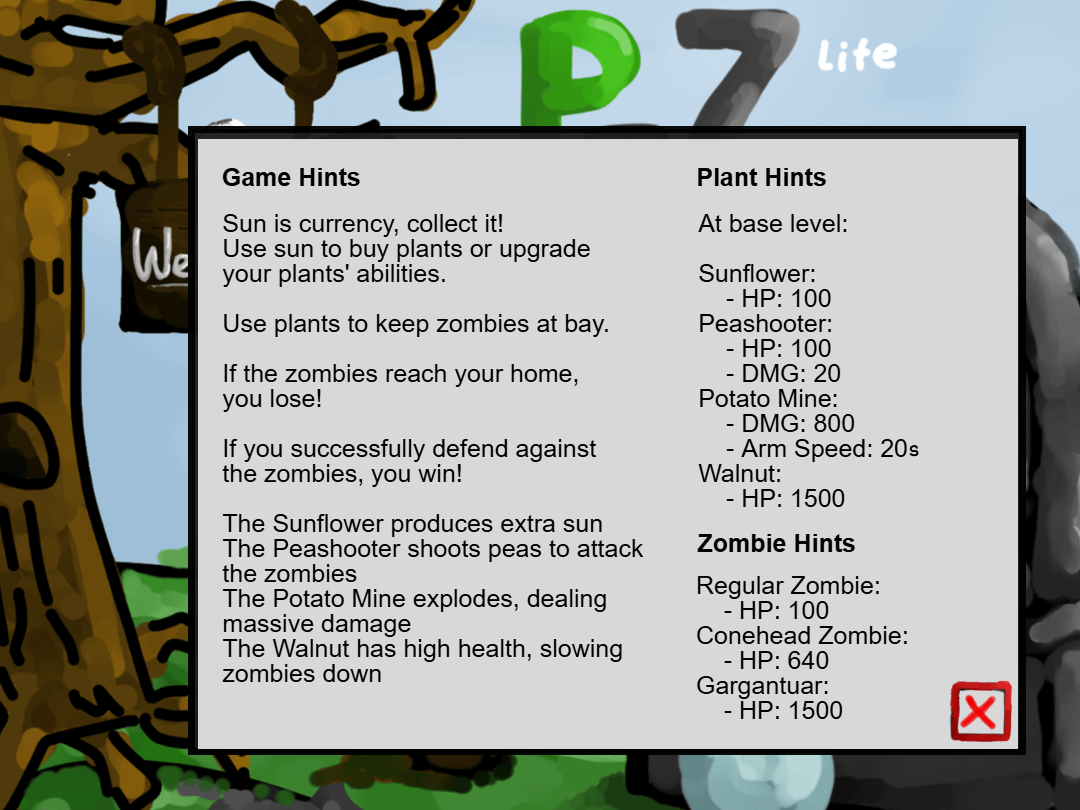 PZ Life
We
Game Hints
Sun is currency, collect it!
Use sun to buy plants or upgrade
your plants' abilities.
Use plants to keep zombies at bay.
If the zombies reach your home,
you lose!
If you successfully defend against
the zombies, you win!
The Sunflower produces extra sun
The Peashooter shoots peas to attack
the zombies
The Potato Mine explodes, dealing
massive damage
The Walnut has high health, slowing
zombies down
Plant Hints
At base level:
Sunflower:
- HP: 100
Peashooter:
- HP: 100
- DMG: 20
Potato Mine:
- DMG: 800
- Arm Speed: 20s
Walnut:
- HP: 1500
Zombie Hints
Regular Zombie:
- HP: 100
Conehead Zombie:
- HP: 640
Gargantuar:
- HP: 1500
X